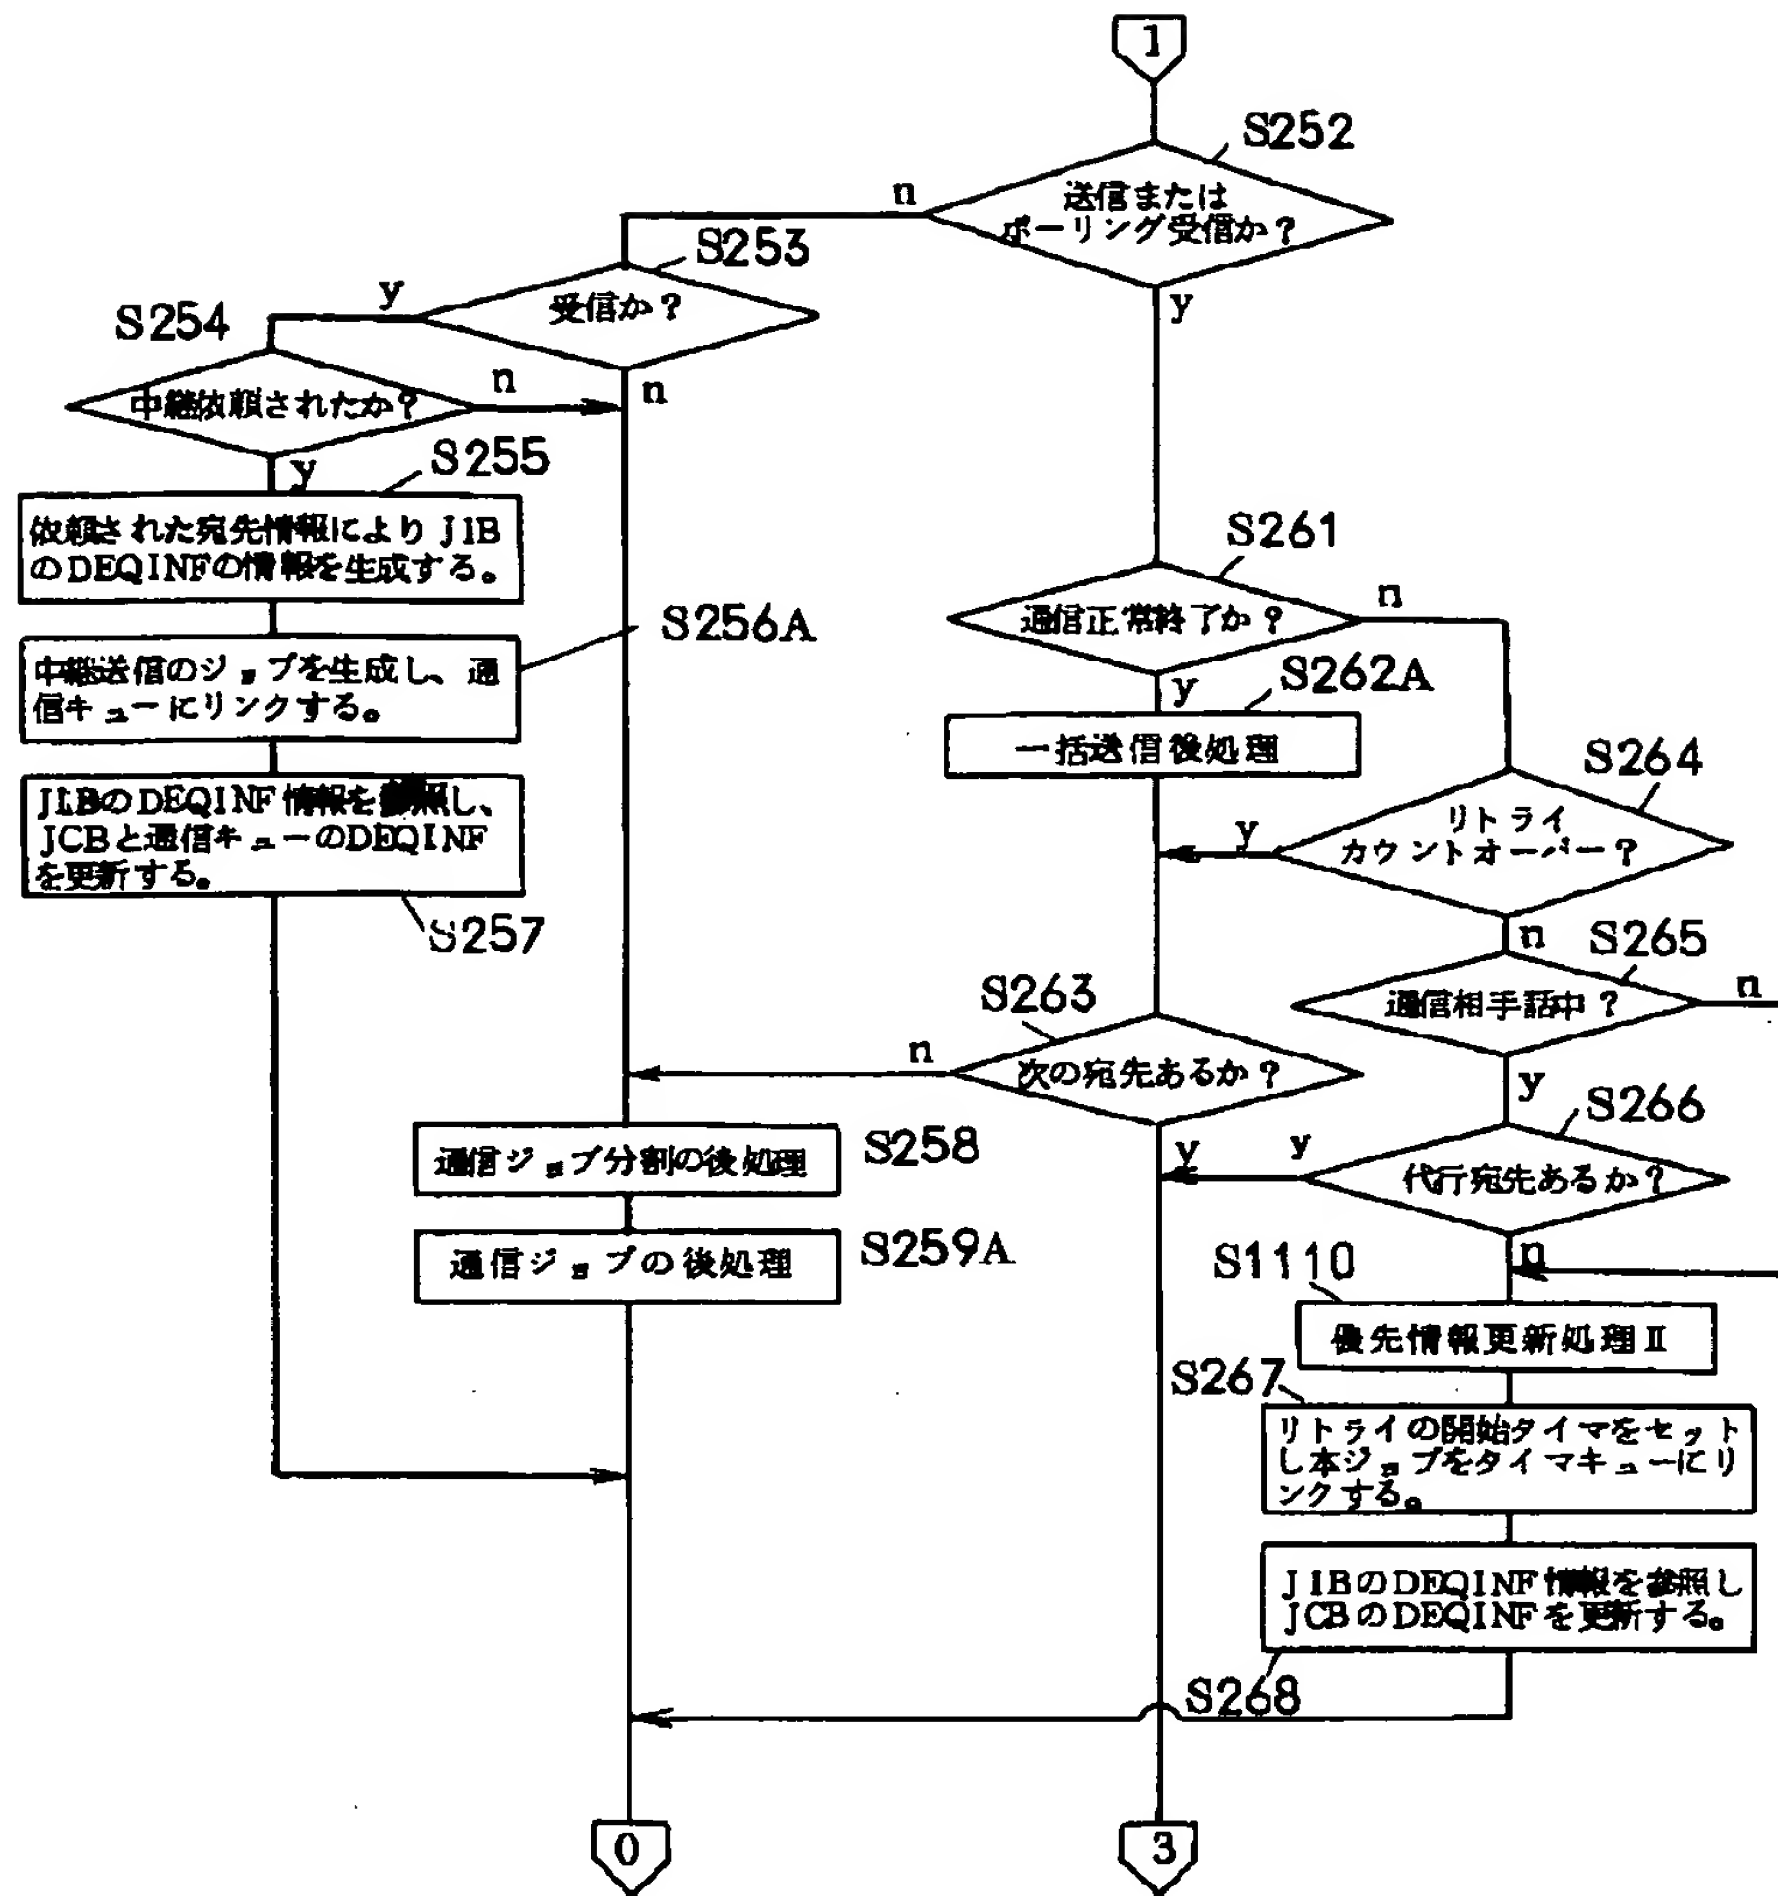 1
S252
送信または
ポーリング受信か?
n
y
S253
受信か?
y
n
S254
中継依頼されたか?
n
y
S255
依頼された宛先情報により JIB
のDEQINFの情報を生成する。
S256A
中継送信のジョブを生成し、通
信キューにリンクする。
JIBのDEQINF情報を参照し、
JCBと通信キューのDEQINF
を更新する。
S257
S261
通信正常終了か?
n
y
S262A
一括送信後処理
S264
リトライ
カウントオーバー?
y
n
S265
通信相手話中?
n
y
S263
次の宛先あるか?
n
y
S266
代行宛先あるか?
y
n
S258
通信ジョブ分割の後処理
S259A
通信ジョブの後処理
S1110
優先情報更新処理II
S267
リトライの開始タイマをセット
し本ジョブをタイマキューにリ
ンクする。
JIBのDEQINF情報を参照し
JCBのDEQINFを更新する。
S268
0
3